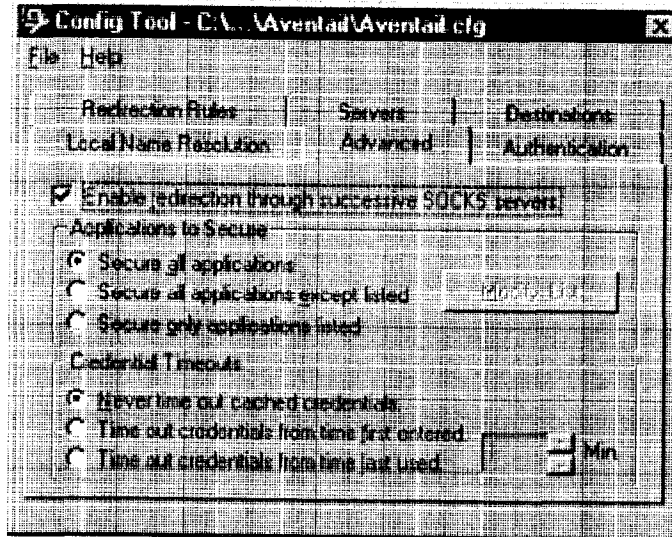 Config Tool - C:\...\Aventail\Aventail.cfg
File Help
Redirection Rules Servers Destinations
Local Name Resolution Advanced Authentication
Enable redirection through successive SOCKS servers
Applications to Secure
Secure all applications
Secure all applications except listed
Modify List
Secure only applications listed
Credential Timeouts
Never time out cached credentials.
Time out credentials from time first entered.
Time out credentials from time last used.
Min